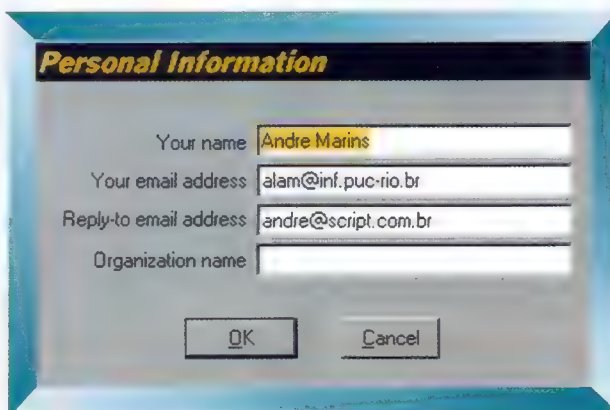 Personal Information
Your name Andre Marins
Your email address alam@inf.puc-rio.br
Reply-to email address andre@script.com.br
Organization name
OK Cancel